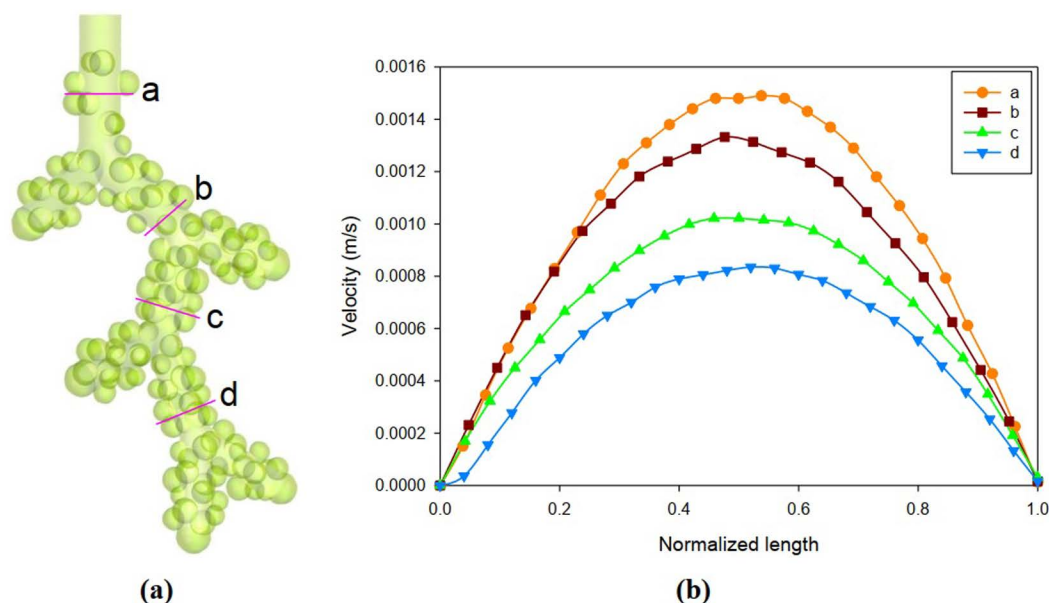 a
b
c
d
(a)
Velocity (m/s)
0.0016
0.0014
0.0012
0.0010
0.0008
0.0006
0.0004
0.0002
0.0000
0.0 0.2 0.4 0.6 0.8 1.0
Normalized length
a
b
c
d
(b)